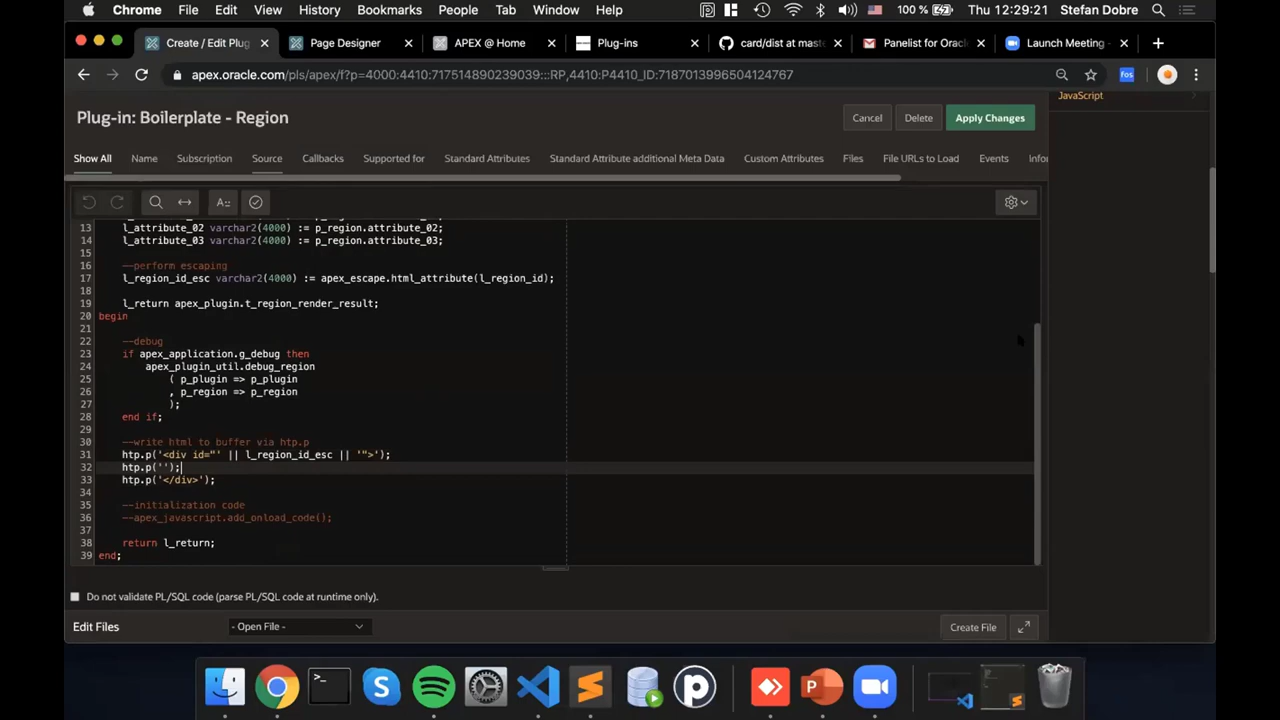 Chrome File Edit View History Bookmarks People Tab Window Help 100 % Thu 12:29:21 Stefan Dobre
Create / Edit Plug Page Designer APEX @ Home Plug-ins card/dist at maste Panelist for Oracle Launch Meeting -
apex.oracle.com/pls/apex/f?p=4000:4410:717514890239039:::RP,4410:P4410_ID:7187013996504124767 fos
JavaScript
Plug-in: Boilerplate - Region Cancel Delete Apply Changes
Show All Name Subscription Source Callbacks Supported for Standard Attributes Standard Attribute additional Meta Data Custom Attributes Files File URLs to Load Events Infor
13 l_attribute_02 varchar2(4000) := p_region.attribute_02;
14 l_attribute_03 varchar2(4000) := p_region.attribute_03;
15
16 --perform escaping
17 l_region_id_esc varchar2(4000) := apex_escape.html_attribute(l_region_id);
18
19 l_return apex_plugin.t_region_render_result;
20 begin
21
22 --debug
23 if apex_application.g_debug then
24 apex_plugin_util.debug_region
25 ( p_plugin => p_plugin
26 , p_region => p_region
27 );
28 end if;
29
30 --write html to buffer via htp.p
31 htp.p('<div id="' || l_region_id_esc || '">');
32 htp.p('');
33 htp.p('</div>');
34
35 --initialization code
36 --apex_javascript.add_onload_code();
37
38 return l_return;
39 end;
Do not validate PL/SQL code (parse PL/SQL code at runtime only).
Edit Files - Open File - Create File